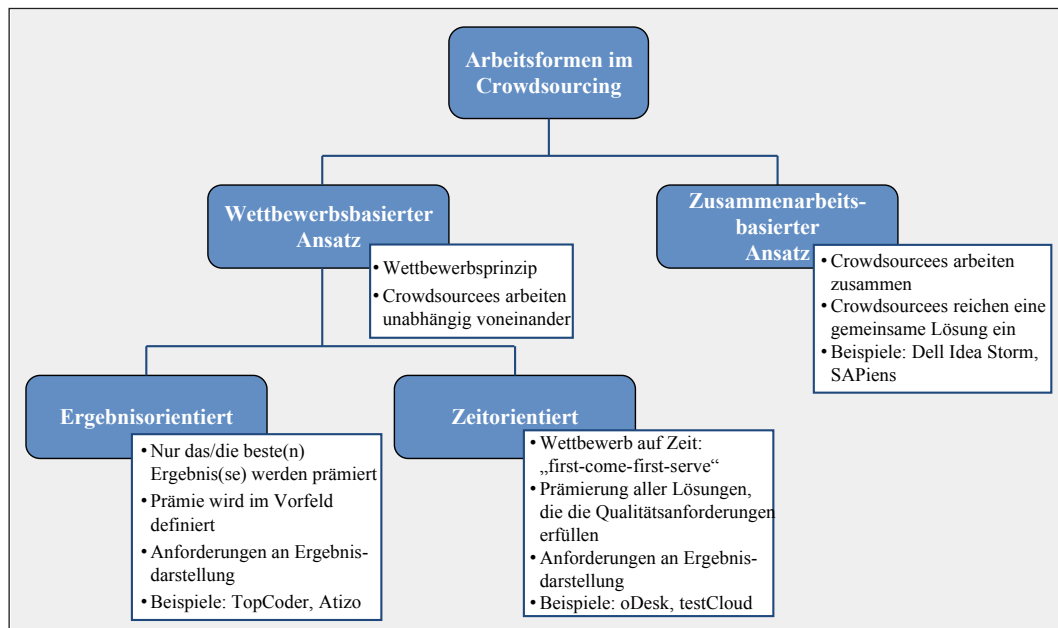 Arbeitsformen im
Crowdsourcing
Wettbewerbsbasierter
Ansatz
• Wettbewerbsprinzip
• Crowdsourcees arbeiten
unabhängig voneinander
Zusammenarbeits-
basierter
Ansatz
• Crowdsourcees arbeiten
zusammen
• Crowdsourcees reichen eine
gemeinsame Lösung ein
• Beispiele: Dell Idea Storm,
SAPiens
Ergebnisorientiert
• Nur das/die beste(n)
Ergebnis(se) werden prämiert
• Prämie wird im Vorfeld
definiert
• Anforderungen an Ergebnis-
darstellung
• Beispiele: TopCoder, Atizo
Zeitorientiert
• Wettbewerb auf Zeit:
„first-come-first-serve“
• Prämierung aller Lösungen,
die die Qualitätsanforderungen
erfüllen
• Anforderungen an Ergebnis-
darstellung
• Beispiele: oDesk, testCloud